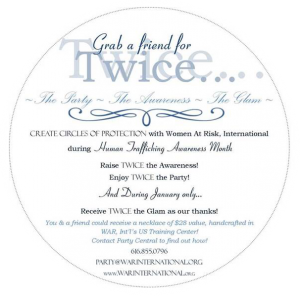 Grab a friend for
Twice....
~ The Party ~ The Awareness ~ The Glam ~
CREATE CIRCLES OF PROTECTION with Women At Risk, International
during Human Trafficking Awareness Month
Raise TWICE the Awareness!
Enjoy TWICE the Party!
And During January only...
Receive TWICE the Glam as our thanks!
You & a friend could receive a necklace of $28 value, handcrafted in
WAR, Int'l's US Training Center!
Contact Party Central to find out how!
616.855.0796
PARTY@WARINTERNATIONAL.ORG
WWW.WARINTERNATIONAL.ORG